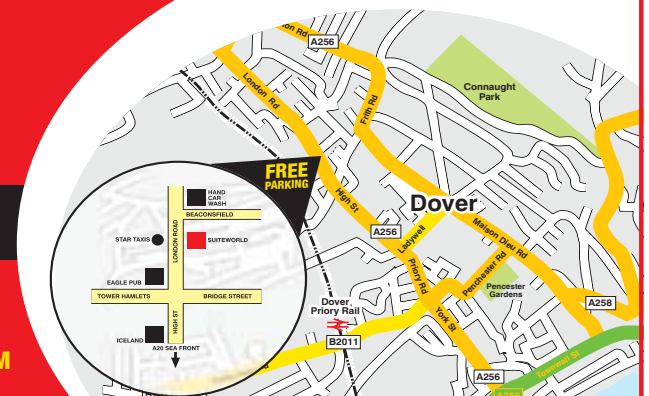 on Rd
A256
London Rd
Frith Rd
Connaught
Park
FREE
PARKING
HAND
CAR
WASH
BEACONSFIELD
LONDON ROAD
STAR TAXIS
SUITEWORLD
EAGLE PUB
TOWER HAMLETS
BRIDGE STREET
HIGH ST
ICELAND
A20 SEA FRONT
High St
Dover
A256
Ladywell
Maison Dieu Rd
Priory Rd
Penchester Rd
Pencester
Gardens
Dover
Priory Rail
York St
A258
B2011
Townwall St
A256
M